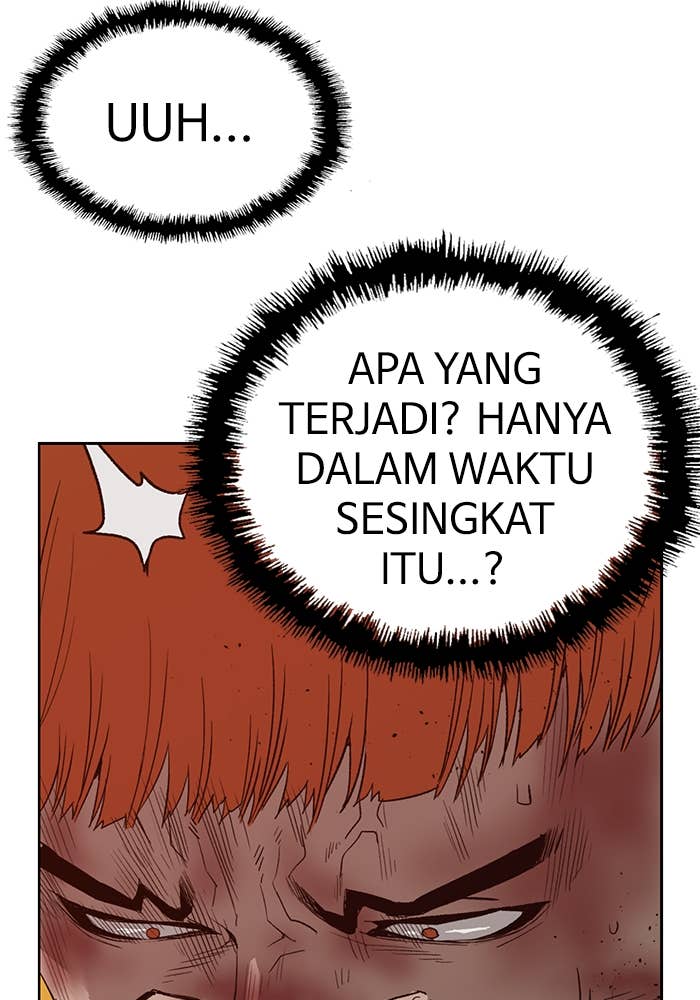 UUH...
APA YANG
TERJADI? HANYA
DALAM WAKTU
SESINGKAT
ITU...?